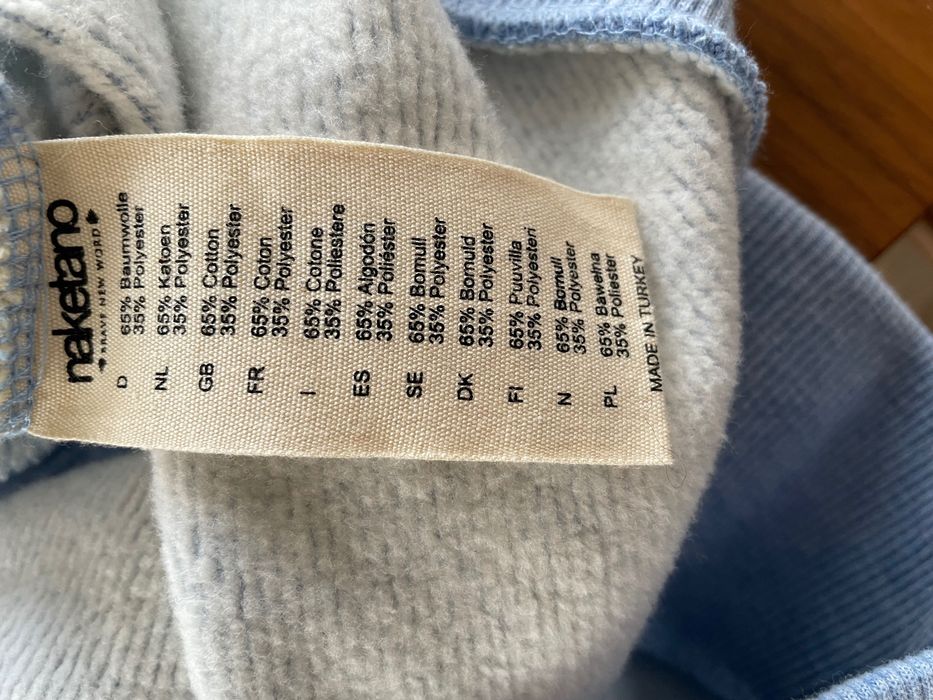 naketano
BRAVE NEW WORD
D 65% Baumwolle
35% Polyester
NL 65% Katoen
35% Polyester
GB 65% Cotton
35% Polyester
FR 65% Coton
35% Polyester
I 65% Cotone
35% Poliestere
ES 65% Algodón
35% Poliéster
SE 65% Bomull
35% Polyester
DK 65% Bomuld
35% Polyester
FI 65% Puuvilla
35% Polyesteri
N 65% Bomull
35% Polyester
PL 65% Bawełna
35% Poliester
MADE IN TURKEY